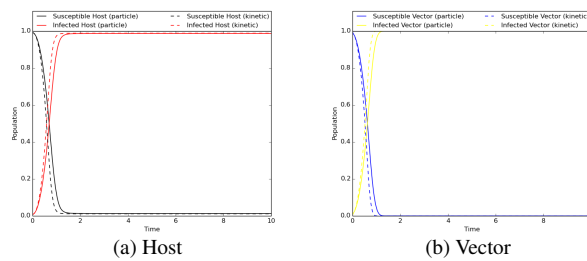 Susceptible Host (particle) Susceptible Host (kinetic)
Infected Host (particle) Infected Host (kinetic)
1.0
0.8
0.6
0.4
0.2
0.0
Population
0 2 4 6 8 10
Time
(a) Host
Susceptible Vector (particle) Susceptible Vector (kinetic)
Infected Vector (particle) Infected Vector (kinetic)
1.0
0.8
0.6
0.4
0.2
0.0
Population
0 2 4 6 8
Time
(b) Vector